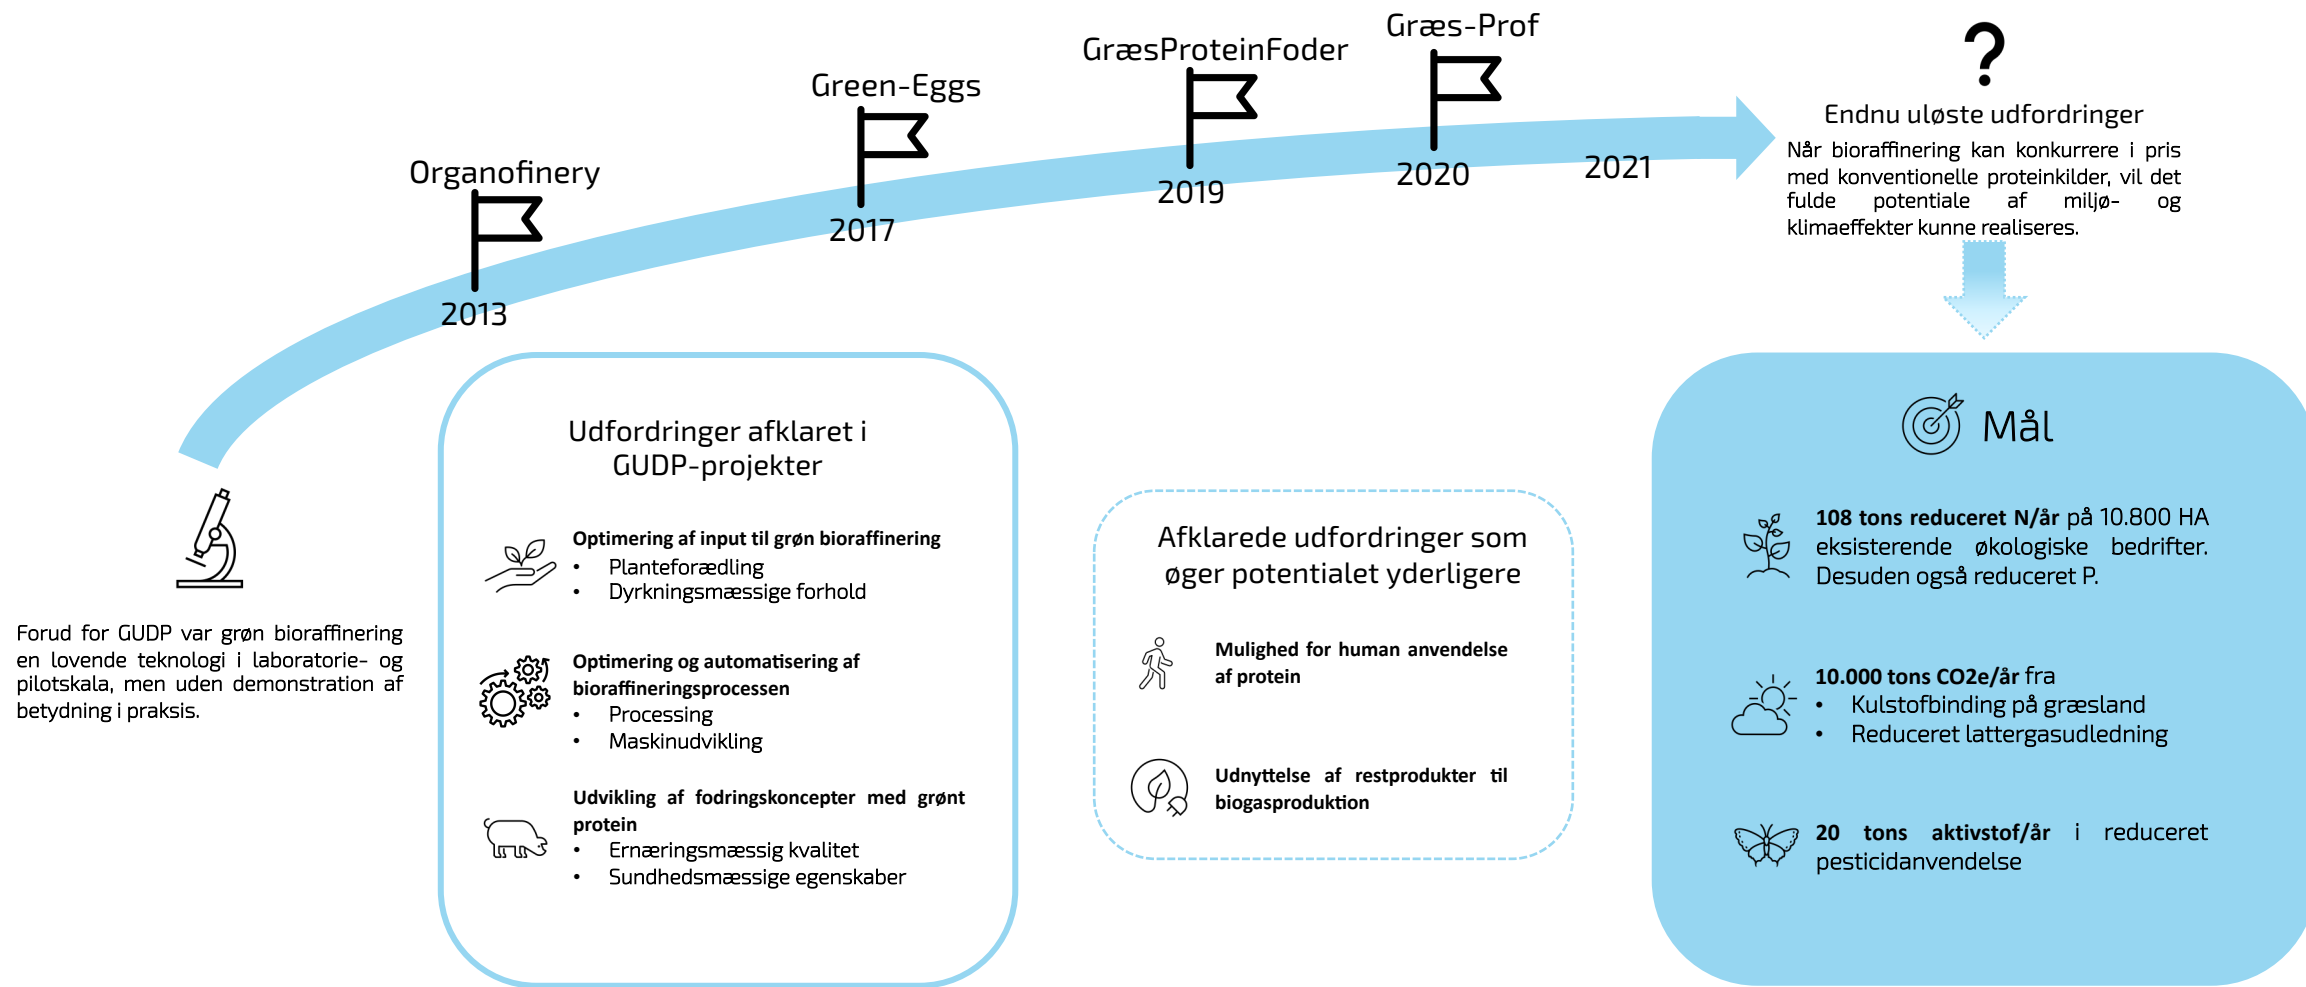 Organofinery
2013
Green-Eggs
2017
GræsProteinFoder
2019
Græs-Prof
2020
2021
?
Endnu uløste udfordringer
Når bioraffinering kan konkurrere i pris
med konventionelle proteinkilder, vil det
fulde potentiale af miljø- og
klimaeffekter kunne realiseres.
Forud for GUDP var grøn bioraffinering
en lovende teknologi i laboratorie- og
pilotskala, men uden demonstration af
betydning i praksis.
Udfordringer afklaret i
GUDP-projekter
Optimering af input til grøn bioraffinering
• Planteforædling
• Dyrkningsmæssige forhold
Optimering og automatisering af
bioraffineringsprocessen
• Processing
• Maskinudvikling
Udvikling af fodringskoncepter med grønt
protein
• Ernæringsmæssig kvalitet
• Sundhedsmæssige egenskaber
Afklarede udfordringer som
øger potentialet yderligere
Mulighed for human anvendelse
af protein
Udnyttelse af restprodukter til
biogasproduktion
Mål
108 tons reduceret N/år på 10.800 HA
eksisterende økologiske bedrifter.
Desuden også reduceret P.
10.000 tons CO2e/år fra
• Kulstofbinding på græsland
• Reduceret lattergasudledning
20 tons aktivstof/år i reduceret
pesticidanvendelse